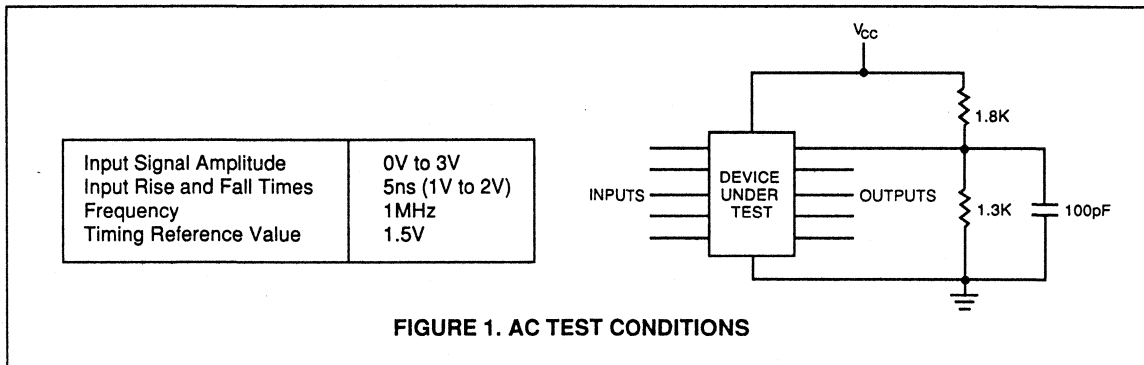 Input Signal Amplitude 0V to 3V
Input Rise and Fall Times 5ns (1V to 2V)
Frequency 1MHz
Timing Reference Value 1.5V
VCC
1.8K
INPUTS
DEVICE
UNDER
TEST
OUTPUTS
1.3K
100pF
FIGURE 1. AC TEST CONDITIONS